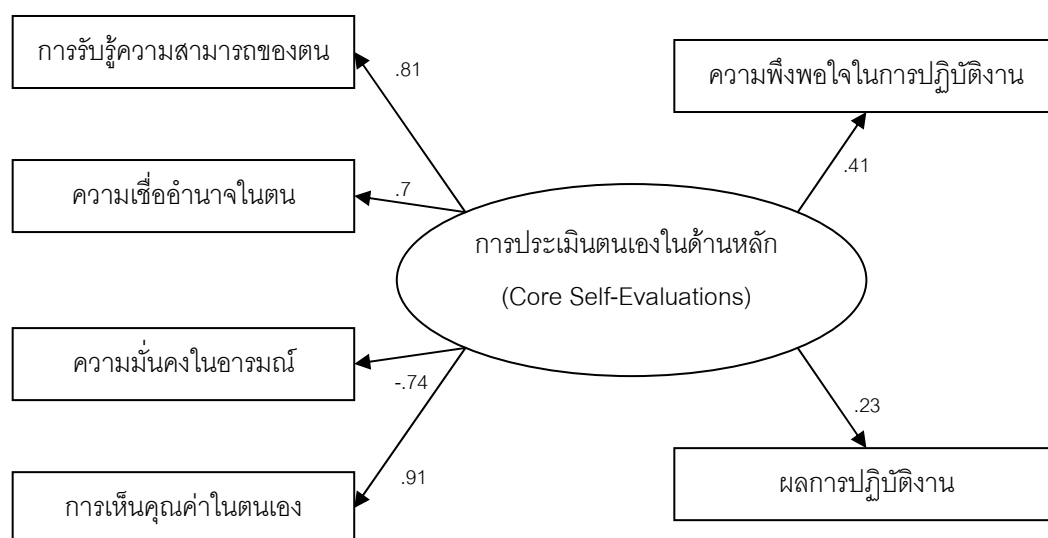 การรับรู้ความสามารถของตน
.81
ความพึงพอใจในการปฏิบัติงาน
.41
ความเชื่ออำนาจในตน
.7
การประเมินตนเองในด้านหลัก
(Core Self-Evaluations)
ความมั่นคงในอารมณ์
-.74
.23
.91
การเห็นคุณค่าในตนเอง
ผลการปฏิบัติงาน